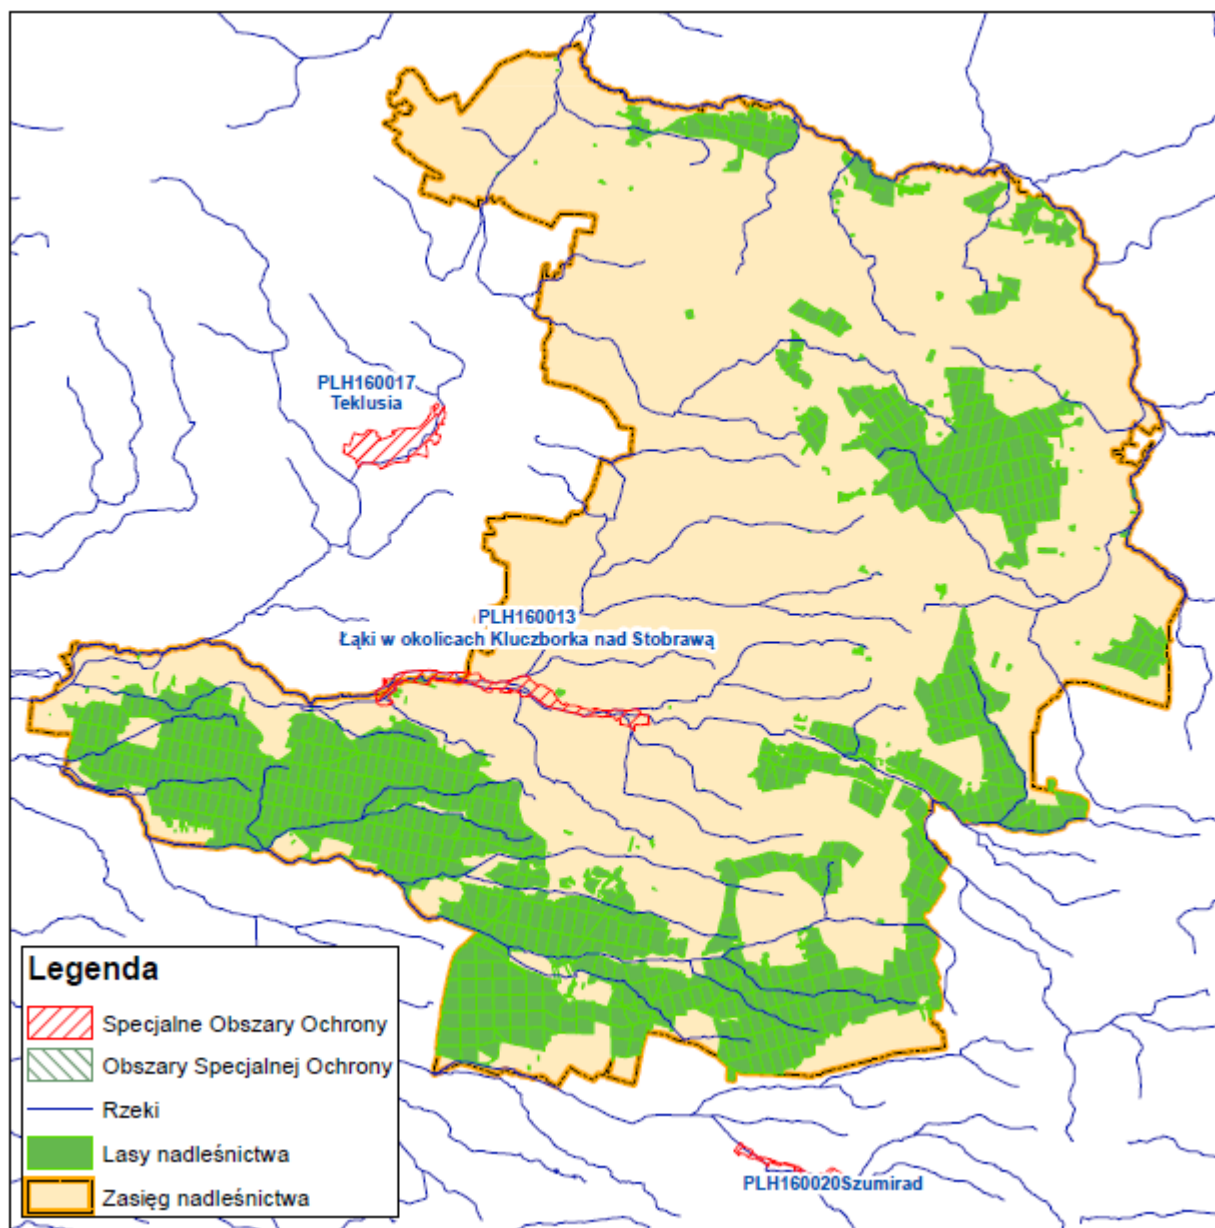 PLH160017
Teklusia
PLH160013
Łąki w okolicach Kluczborka nad Stobrawą
Legenda
Specjalne Obszary Ochrony
Obszary Specjalnej Ochrony
Rzeki
Lasy nadleśnictwa
Zasięg nadleśnictwa
PLH160020Szumirad